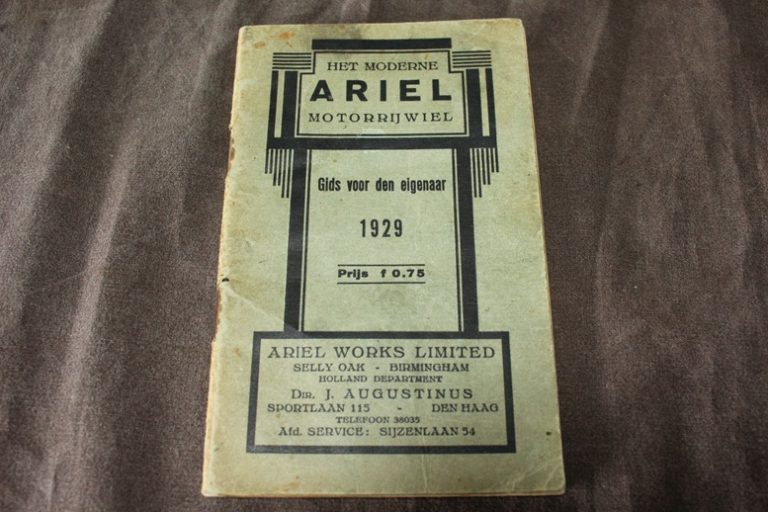 HET MODERNE
ARIEL
MOTORRIJWIEL
Gids voor den eigenaar
1929
Prijs f 0.75
ARIEL WORKS LIMITED
SELLY OAK - BIRMINGHAM
HOLLAND DEPARTMENT
DIR. J. AUGUSTINUS
SPORTLAAN 115 - DEN HAAG
TELEFOON 38035
Afd. SERVICE: SIJZENLAAN 54